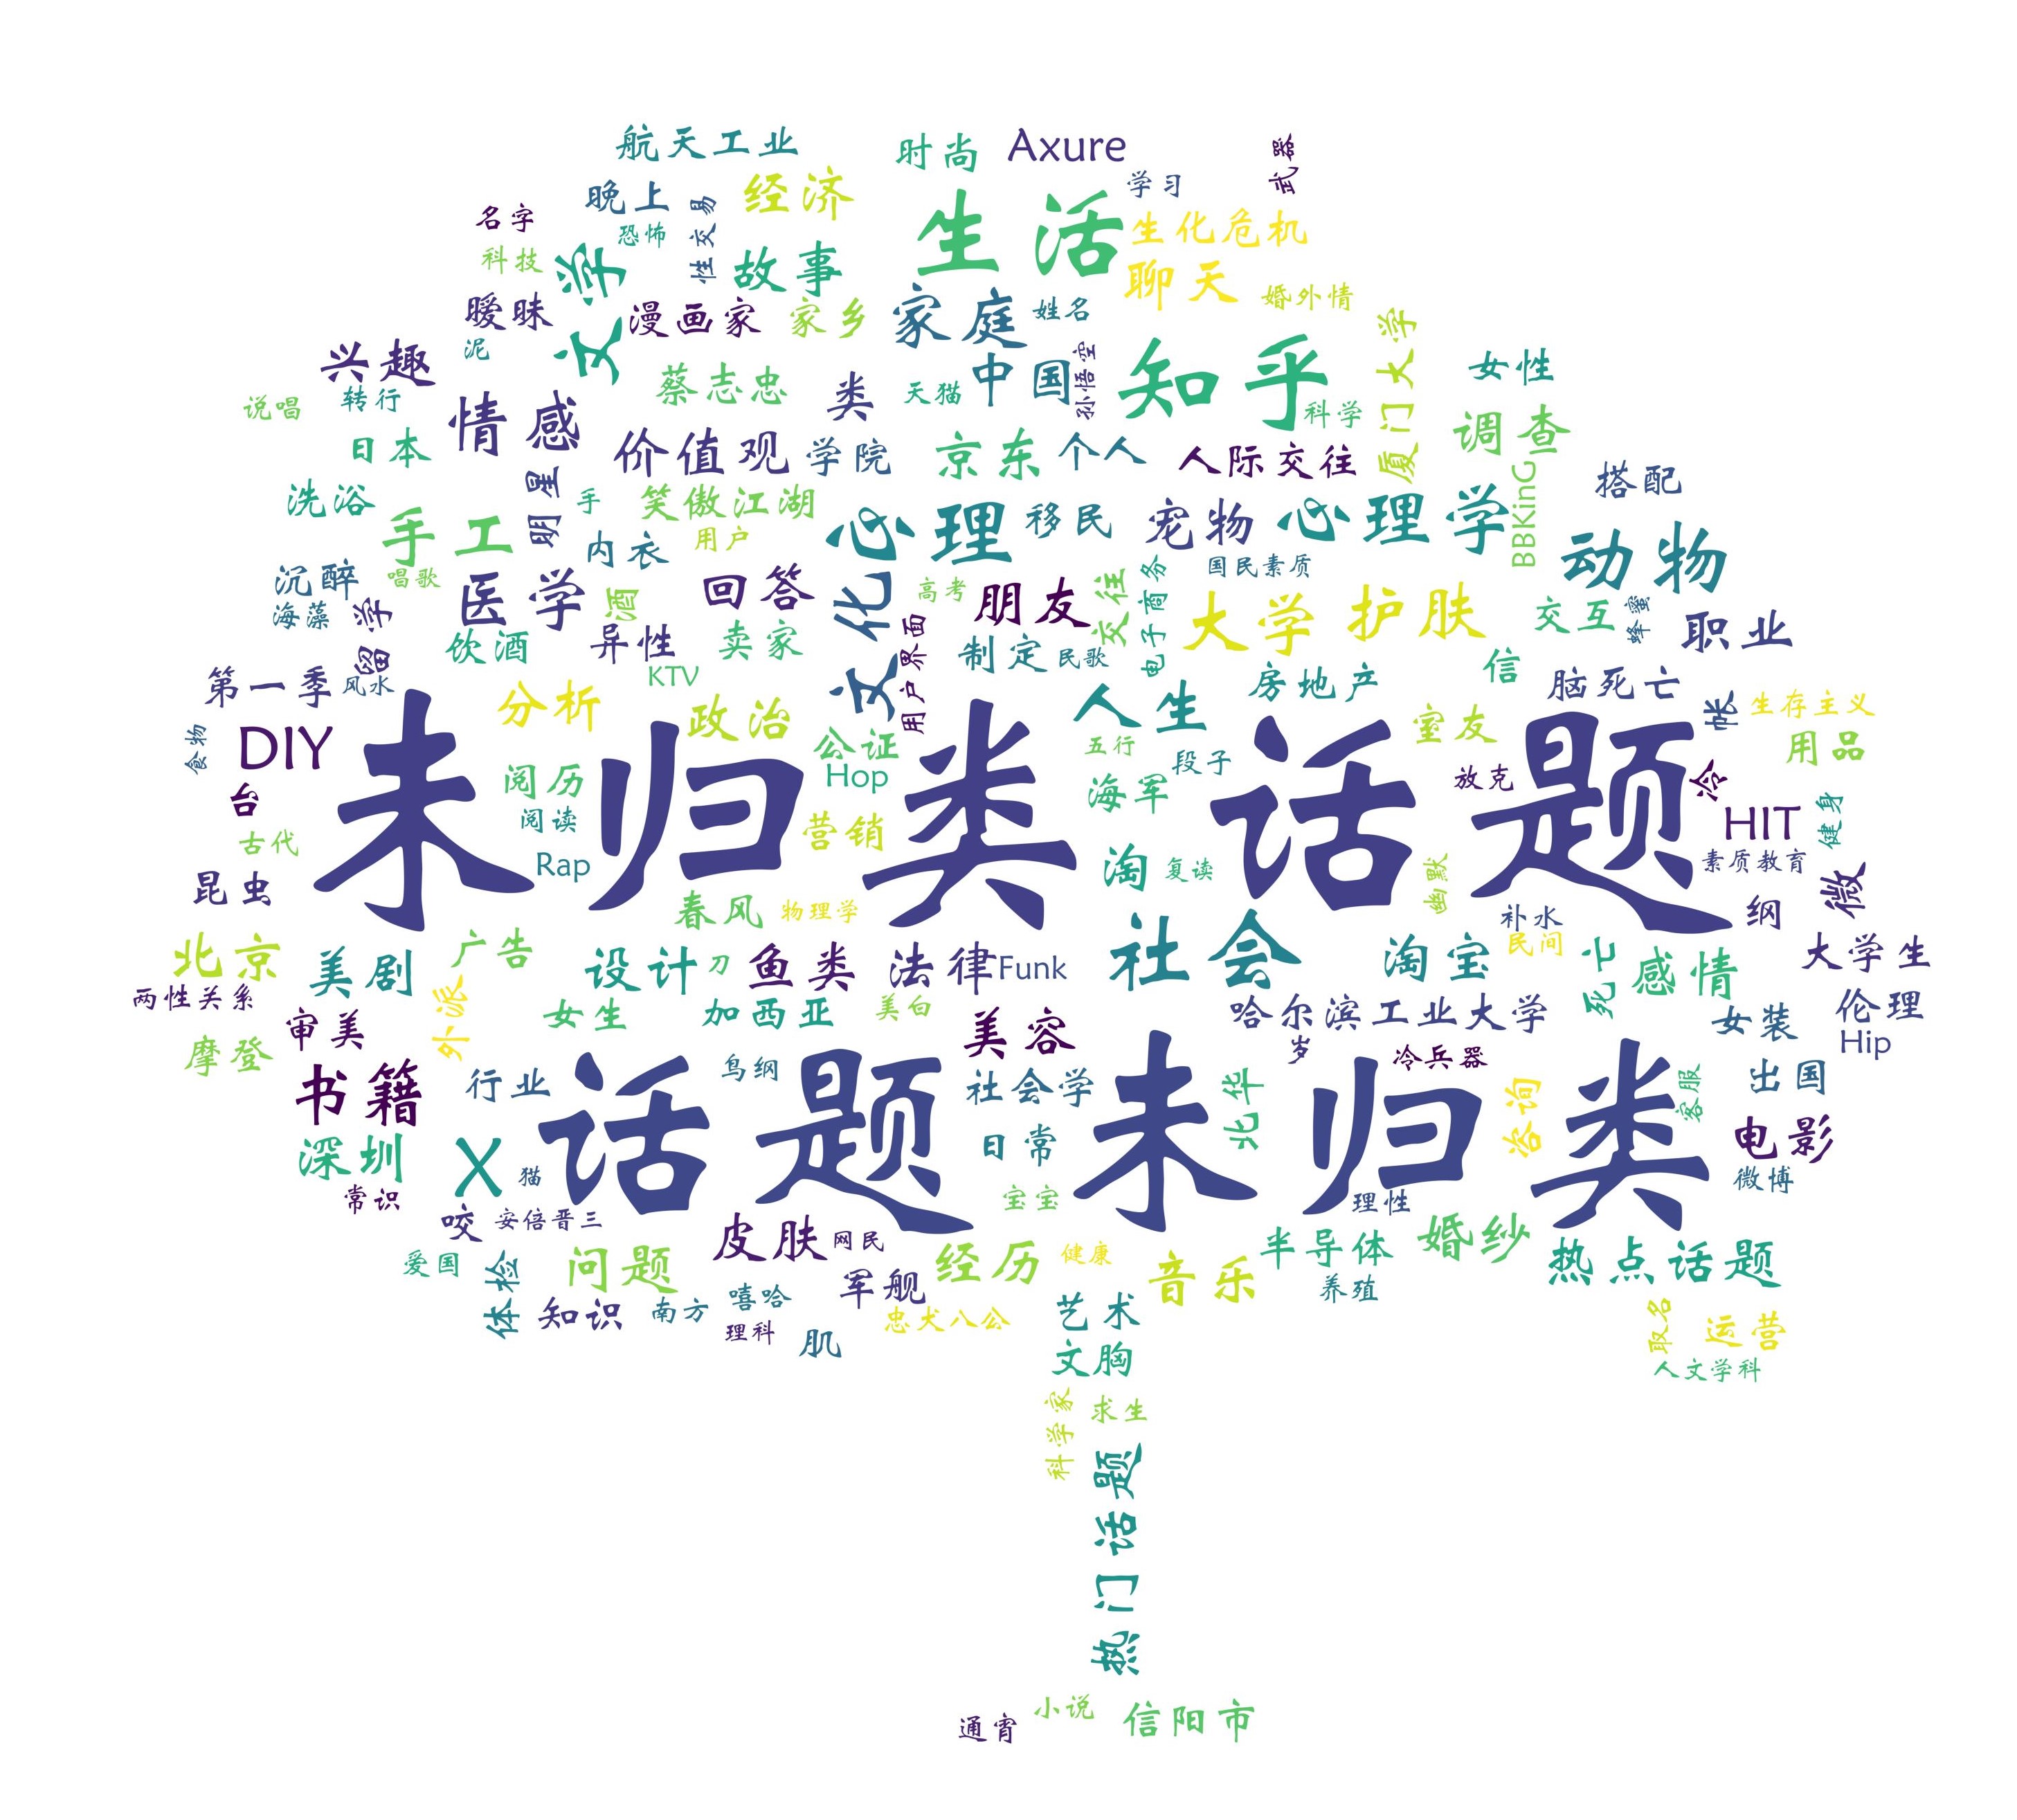 航天工业
时尚
Axure
武器
晚上
性交易
经济
学习
名字
恐怖
生活
生化危机
科技
文学
故事
聊天
婚外情
暧昧
漫画家
家乡
家庭
姓名
厦门大学
兴趣
泥
中国
孙悟空
知乎
女性
说唱
转行
情感
蔡志忠
类
天猫
科学
调查
日本
价值观
学院
京东
个人
人际交往
BBKinG
搭配
洗浴
明星
手
笑傲江湖
手工
内衣
用户
心理
移民
宠物
心理学
动物
沉醉
唱歌
国民素质
海藻
留学
医学
酒
回答
文化
高考
朋友
交往
电子商务
大学
护肤
交互
蜂蜜
职业
饮酒
异性
卖家
用户界面
制定
民歌
第一季
风水
KTV
房地产
信
脑死亡
分析
政治
人生
室友
帐
生存主义
食物
DIY
公证
五行
段子
用品
未归类
话题
台
阅历
Hop
海军
放克
冷
HIT
健身
古代
阅读
营销
昆虫
Rap
淘
复读
幽默
素质教育
微
春风
物理学
补水
纲
北京
美剧
广告
设计
刀
鱼类
法律
Funk
社会
淘宝
民间
死亡
感情
大学生
两性关系
外派
女生
加西亚
美白
哈尔滨工业大学
伦理
摩登
审美
美容
岁
冷兵器
女装
Hip
书籍
行业
鸟纲
社会学
北华
咨询
客服
出国
话题
未归类
深圳
X
猫
日常
电影
常识
宝宝
理性
微博
咬
安倍晋三
皮肤
网民
婚纱
爱国
体检
问题
经历
健康
音乐
半导体
热点话题
知识
南方
嘻哈
军舰
养殖
理科
肌
忠犬八公
艺术
取名
运营
文胸
人文学科
科学家
求生
热门话题
通宵
小说
信阳市